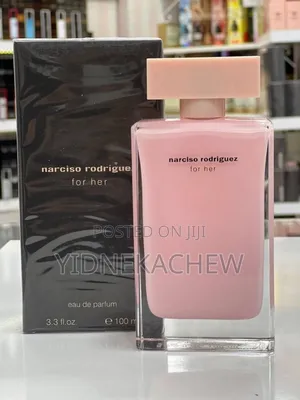 narciso rodriguez
for her
eau de parfum
3.3 fl.oz. ℮ 100 m
narciso rodriguez
for her
POSTED ON JIJI
YIDNEKACHEW